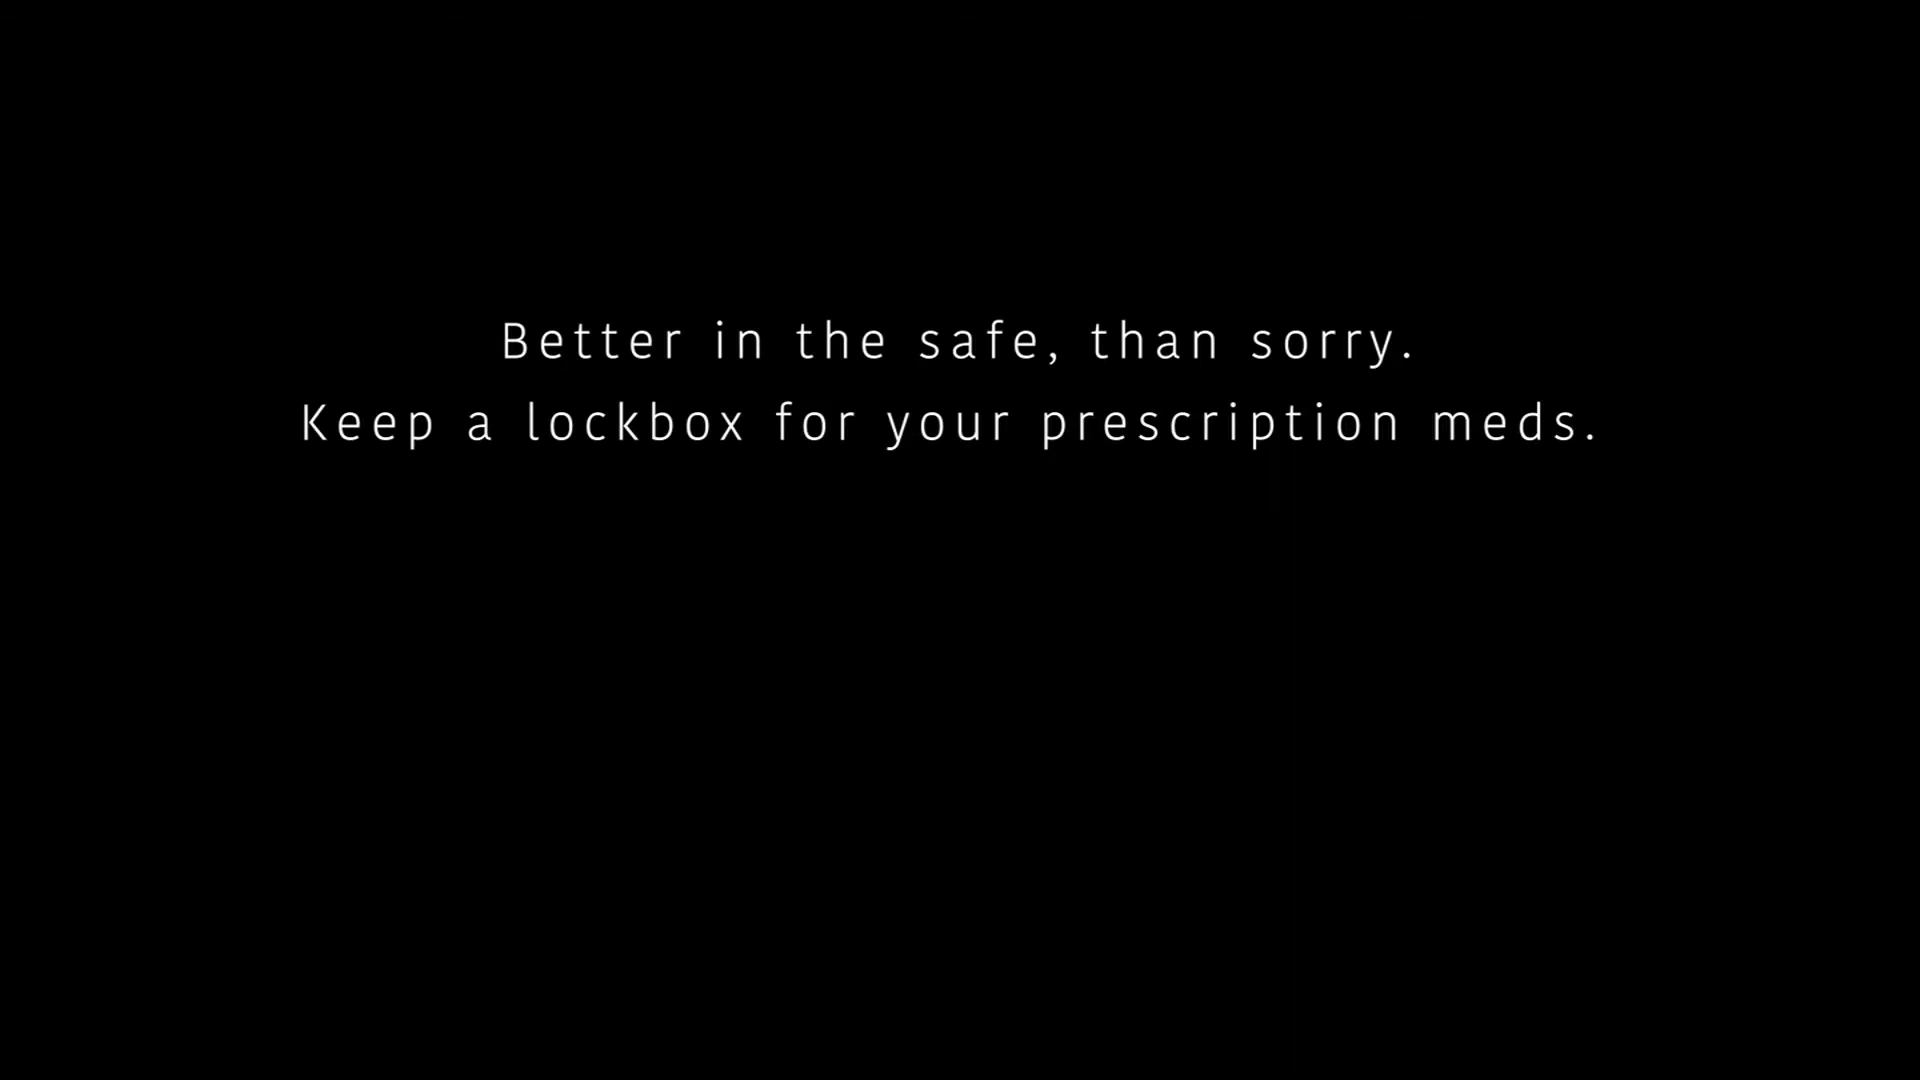 Better in the safe, than sorry.
Keep a lockbox for your prescription meds.